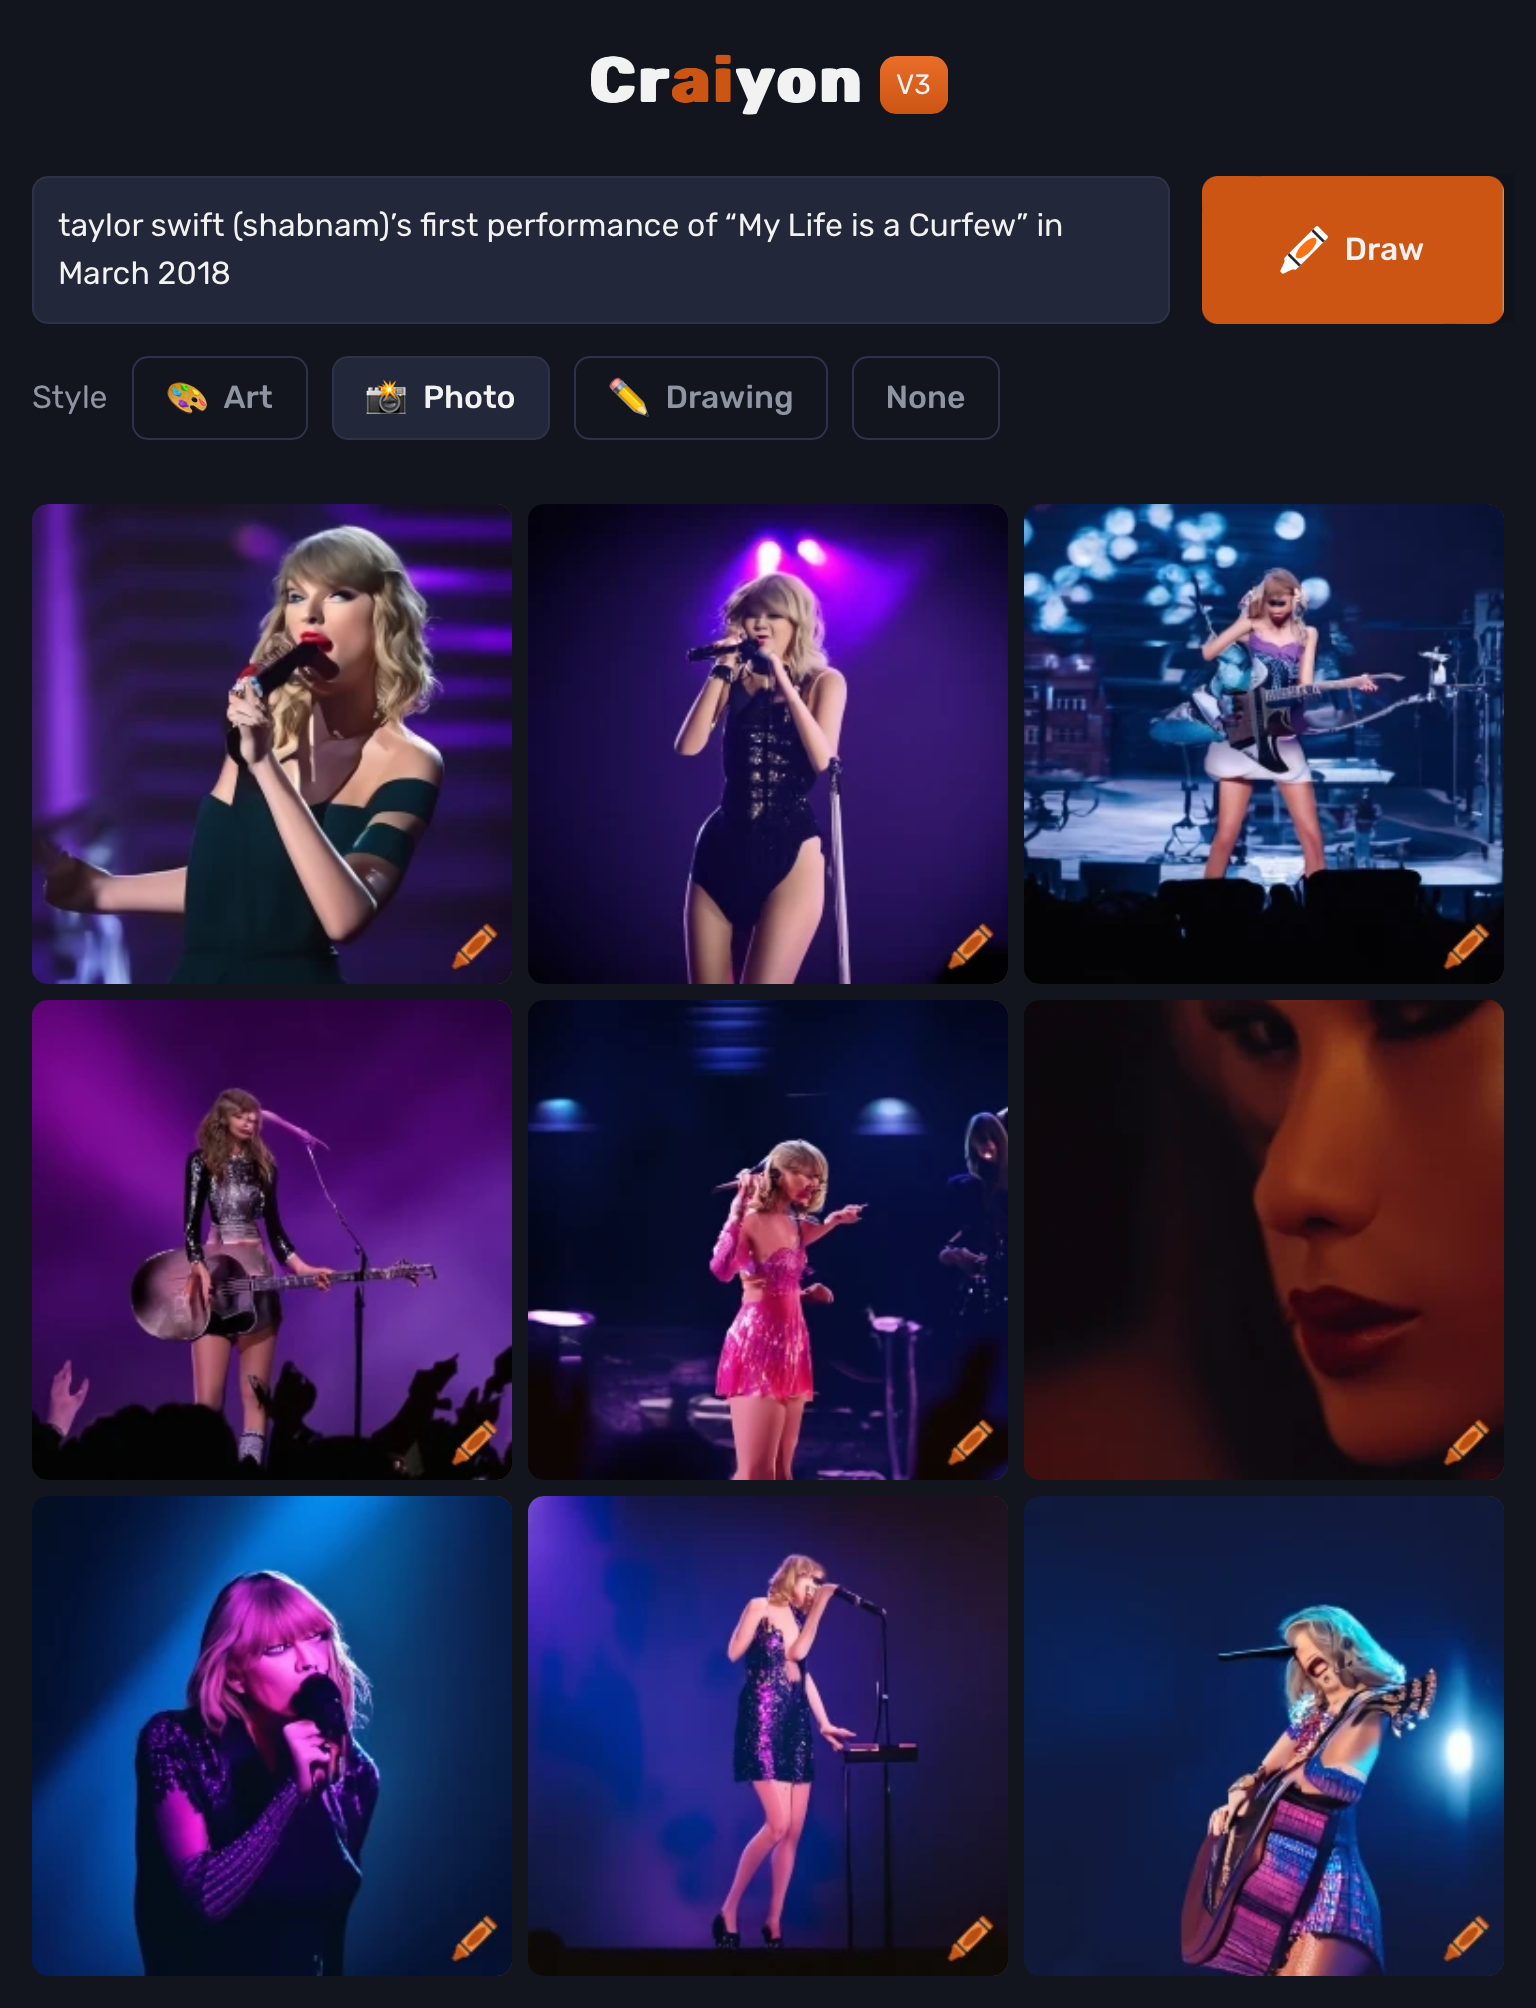 Craiyon V3
taylor swift (shabnam)’s first performance of “My Life is a Curfew” in
March 2018
Draw
Style Art Photo Drawing None